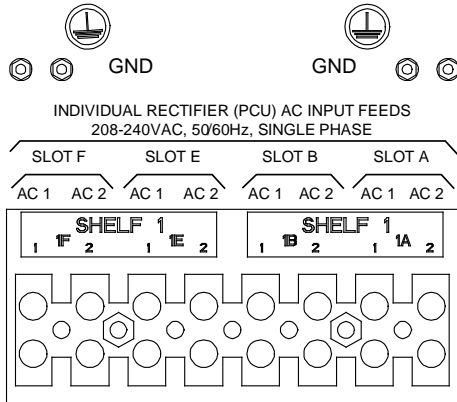 GND GND
INDIVIDUAL RECTIFIER (PCU) AC INPUT FEEDS
208-240VAC, 50/60Hz, SINGLE PHASE
SLOT F SLOT E SLOT B SLOT A
AC 1 AC 2 AC 1 AC 2 AC 1 AC 2 AC 1 AC 2
SHELF 1 SHELF 1
1 1F 2 1 1E 2 1 1B 2 1 1A 2